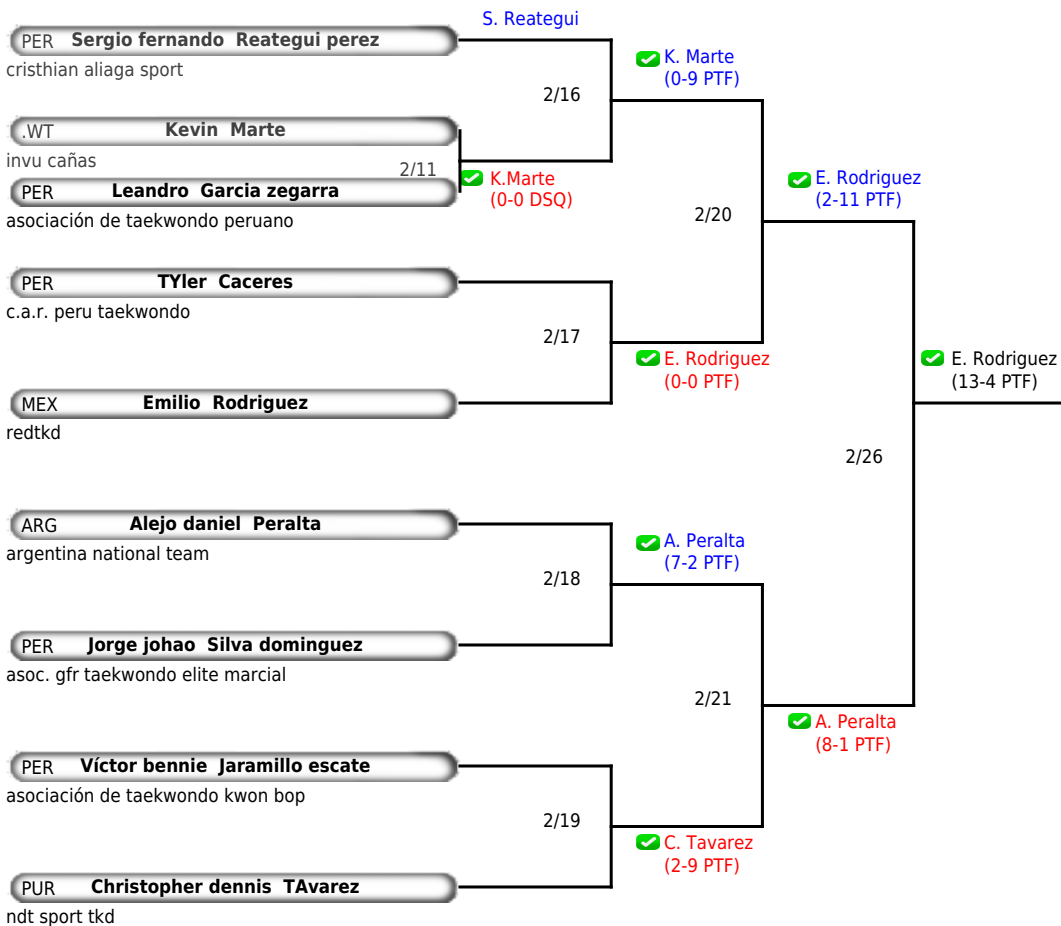 S. Reategui
PER Sergio fernando Reategui perez
cristhian aliaga sport
K. Marte
(0-9 PTF)
2/16
.WT Kevin Marte
invu cañas
2/11
K.Marte
(0-0 DSQ)
PER Leandro Garcia zegarra
asociación de taekwondo peruano
E. Rodriguez
(2-11 PTF)
2/20
PER TYler Caceres
c.a.r. peru taekwondo
2/17
E. Rodriguez
(0-0 PTF)
E. Rodriguez
(13-4 PTF)
MEX Emilio Rodriguez
redtkd
2/26
ARG Alejo daniel Peralta
argentina national team
A. Peralta
(7-2 PTF)
2/18
PER Jorge johao Silva dominguez
asoc. gfr taekwondo elite marcial
2/21
A. Peralta
(8-1 PTF)
PER Víctor bennie Jaramillo escate
asociación de taekwondo kwon bop
2/19
C. Tavarez
(2-9 PTF)
PUR Christopher dennis TAvarez
ndt sport tkd